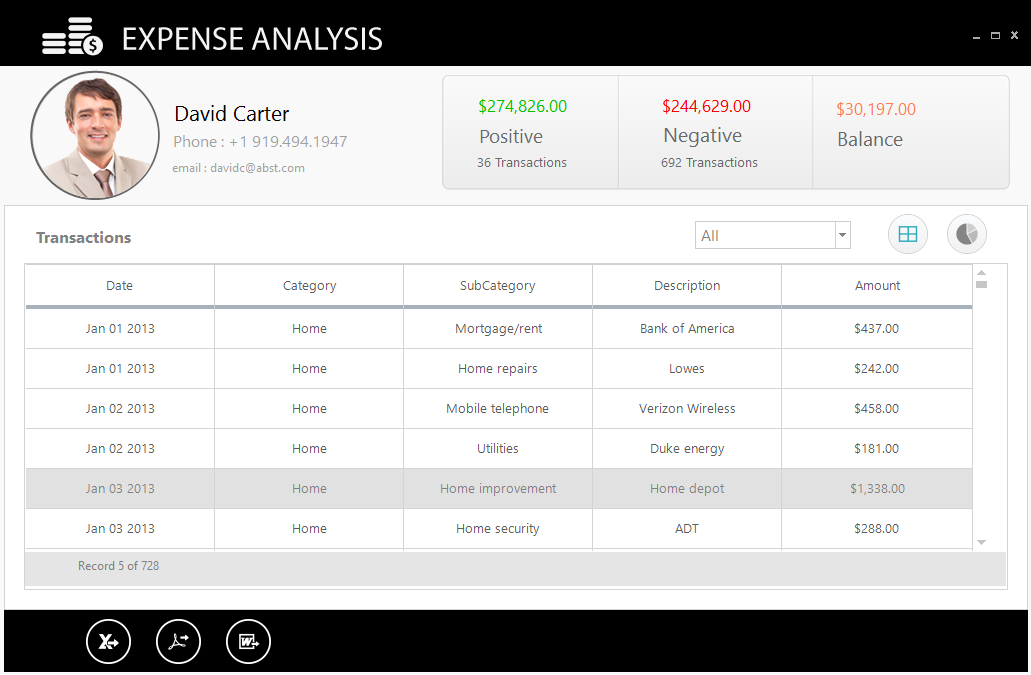 EXPENSE ANALYSIS
David Carter
Phone : +1 919.494.1947
email : davidc@abst.com
$274,826.00
Positive
36 Transactions
$244,629.00
Negative
692 Transactions
$30,197.00
Balance
Transactions
All
Date Category SubCategory Description Amount
Jan 01 2013 Home Mortgage/rent Bank of America $437.00
Jan 01 2013 Home Home repairs Lowes $242.00
Jan 02 2013 Home Mobile telephone Verizon Wireless $458.00
Jan 02 2013 Home Utilities Duke energy $181.00
Jan 03 2013 Home Home improvement Home depot $1,338.00
Jan 03 2013 Home Home security ADT $288.00
Record 5 of 728